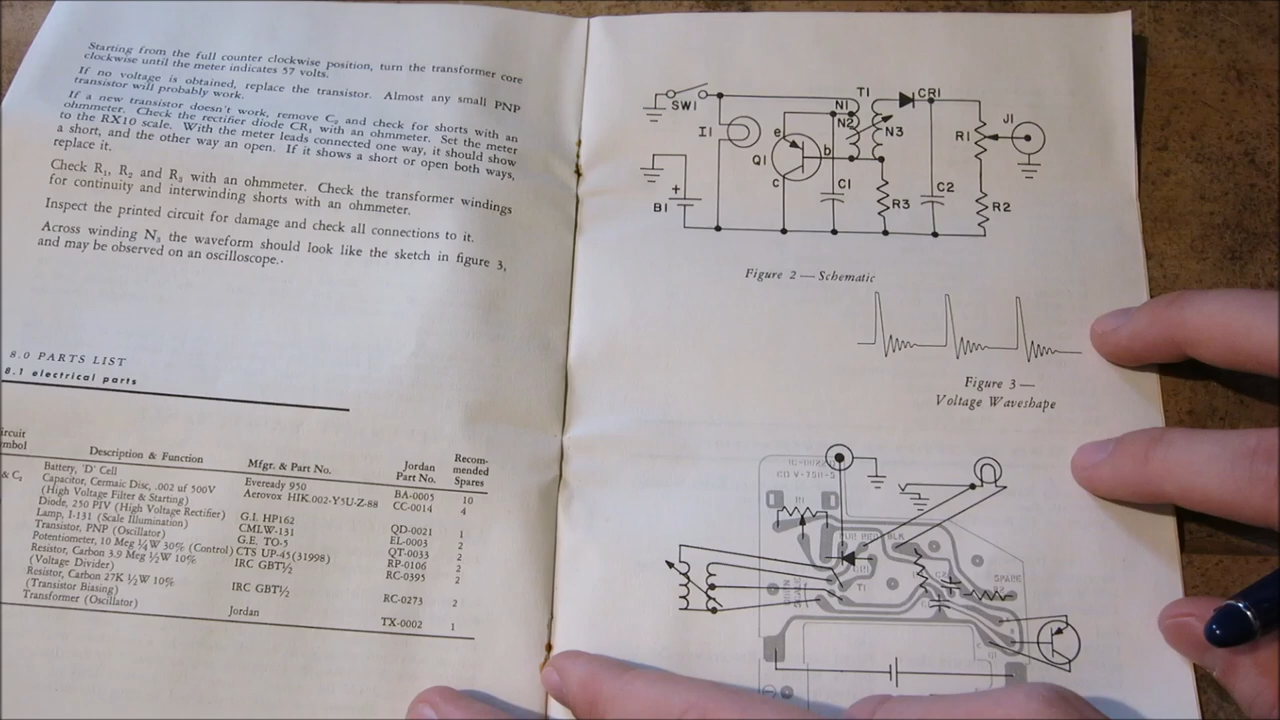 Starting from the full counter clockwise position, turn the transformer core
clockwise until the meter indicates 57 volts.
If no voltage is obtained, replace the transistor. Almost any small PNP
transistor will probably work.
If a new transistor doesn't work, remove C2 and check for shorts with an
ohmmeter. Check the rectifier diode CR1 with an ohmmeter. Set the meter
to the RX10 scale. With the meter leads connected one way, it should show
a short, and the other way an open. If it shows a short or open both ways,
replace it.
Check R1, R2 and R3 with an ohmmeter. Check the transformer windings
for continuity and interwinding shorts with an ohmmeter.
Inspect the printed circuit for damage and check all connections to it.
Across winding N3 the waveform should look like the sketch in figure 3,
and may be observed on an oscilloscope..
8.0 PARTS LIST
8.1 electrical parts
Description & Function
Mfgr. & Part No.
Jordan
Part No.
Recom-
mended
Spares
Battery, 'D' Cell Eveready 950 BA-0005 10
& C2 Capacitor, Cermaic Disc, .002 uf 500V Aerovox HIK.002-Y5U-Z-88 CC-0014 4
(High Voltage Filter & Starting)
Diode, 250 PIV (High Voltage Rectifier) G.I. HP162 QD-0021 1
Lamp, I-131 (Scale Illumination) CMLW-131 EL-0003 2
Transistor, PNP (Oscillator) G.E. TO-5 QT-0033 2
Potentiometer, 10 Meg ¼W 30% (Control) CTS UP-45(31998) RP-0106 2
Resistor, Carbon 3.9 Meg ½W 10% IRC GBT½ RC-0395 2
(Voltage Divider)
Resistor, Carbon 27K ½W 10% IRC GBT½ RC-0273 2
(Transistor Biasing)
Transformer (Oscillator) Jordan TX-0002 1
SW1
I1
B1
+
Q1
e
b
c
C1
N1
N2
T1
N3
R3
CR1
C2
R1
R2
J1
Figure 2 — Schematic
Figure 3 —
Voltage Waveshape
SPARE
T1
Q1